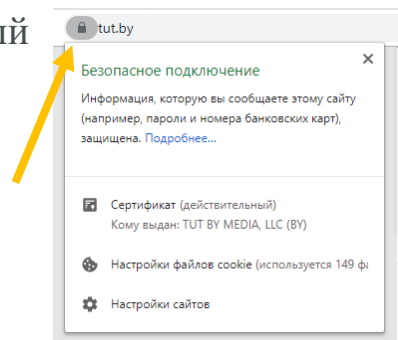 ый
tut.by
Безопасное подключение
Информация, которую вы сообщаете этому сайту
(например, пароли и номера банковских карт),
защищена. Подробнее...
Сертификат (действительный)
Кому выдан: TUT BY MEDIA, LLC (BY)
Настройки файлов cookie (используется 149 фа
Настройки сайтов